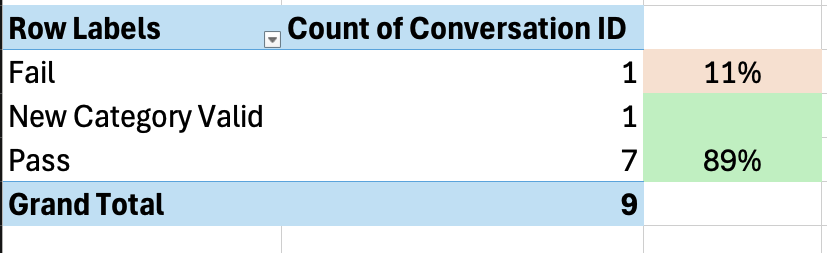 Row Labels Count of Conversation ID
Fail 1 11%
New Category Valid 1
Pass 7 89%
Grand Total 9